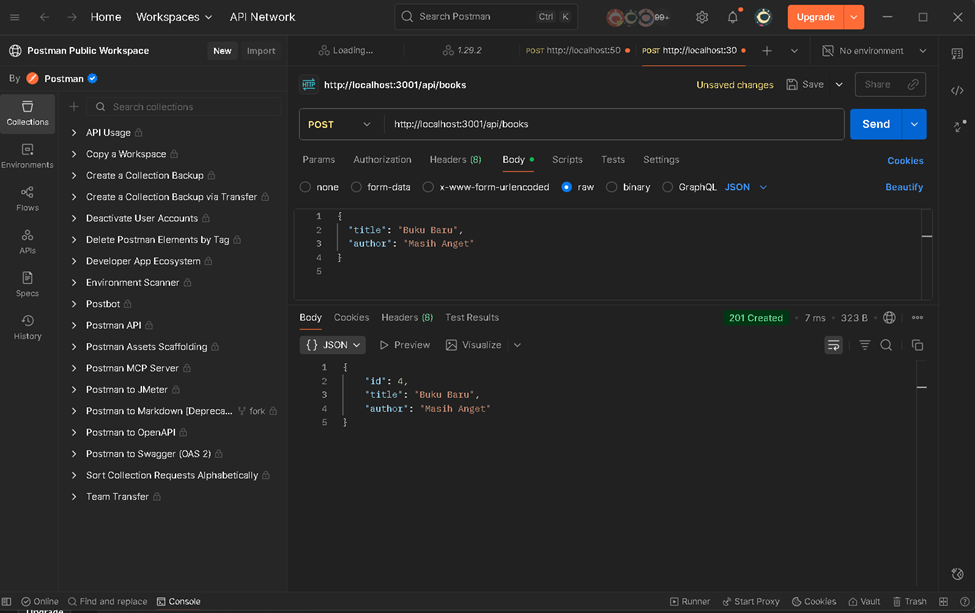 Home Workspaces API Network Search Postman Ctrl K 99+ Upgrade
Postman Public Workspace New Import Loading... 1.29.2 POST http://localhost:50 POST http://localhost:30 No environment
By Postman
http://localhost:3001/api/books Unsaved changes Save Share
Collections
Environments
Flows
APIs
Specs
History
Search collections
API Usage
Copy a Workspace
Create a Collection Backup
Create a Collection Backup via Transfer
Deactivate User Accounts
Delete Postman Elements by Tag
Developer App Ecosystem
Environment Scanner
Postbot
Postman API
Postman Assets Scaffolding
Postman MCP Server
Postman to JMeter
Postman to Markdown [Depreca... fork
Postman to OpenAPI
Postman to Swagger (OAS 2)
Sort Collection Requests Alphabetically
Team Transfer
POST http://localhost:3001/api/books Send
Params Authorization Headers (8) Body Scripts Tests Settings Cookies
none form-data x-www-form-urlencoded raw binary GraphQL JSON Beautify
1 {
2 "title": "Buku Baru",
3 "author": "Masih Anget"
4 }
5
Body Cookies Headers (8) Test Results 201 Created 7 ms 323 B
{} JSON Preview Visualize
1 {
2 "id": 4,
3 "title": "Buku Baru",
4 "author": "Masih Anget"
5 }
Online Find and replace Console Runner Start Proxy Cookies Vault Trash
Upgrade